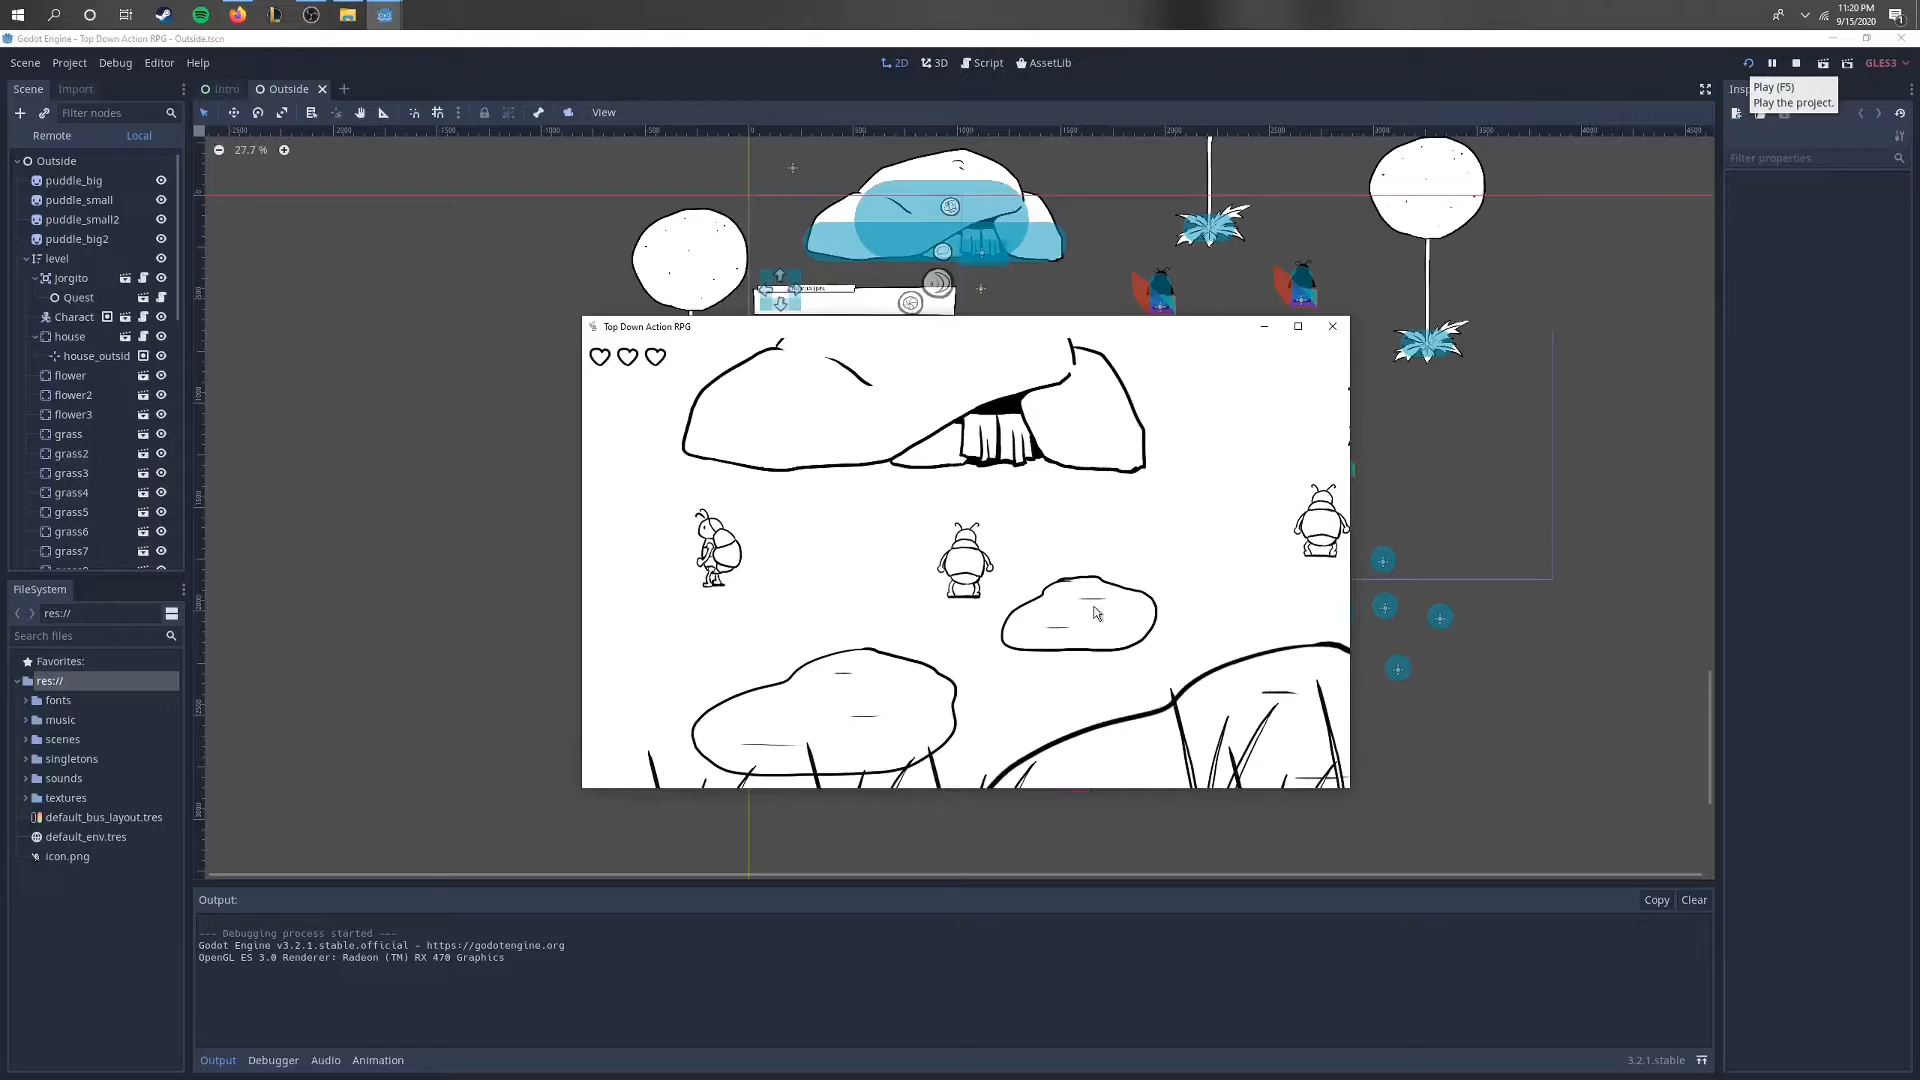 11:20 PM
9/15/2020
Godot Engine - Top Down Action RPG - Outside.tscn
Scene Project Debug Editor Help
2D 3D Script AssetLib
GLES3
Scene Import
Intro Outside
Play (F5)
Play the project.
Filter nodes
View
Remote Local
27.7 %
Filter properties
Outside
puddle_big
puddle_small
puddle_small2
puddle_big2
level
Jorgito
Quest
Charact
house
house_outsid
flower
flower2
flower3
grass
grass2
grass3
grass4
grass5
grass6
grass7
Top Down Action RPG
FileSystem
res://
Search files
Favorites:
res://
fonts
music
scenes
singletons
sounds
textures
default_bus_layout.tres
default_env.tres
icon.png
Output:
Copy Clear
--- Debugging process started ---
Godot Engine v3.2.1.stable.official - https://godotengine.org
OpenGL ES 3.0 Renderer: Radeon (TM) RX 470 Graphics
Output Debugger Audio Animation
3.2.1.stable